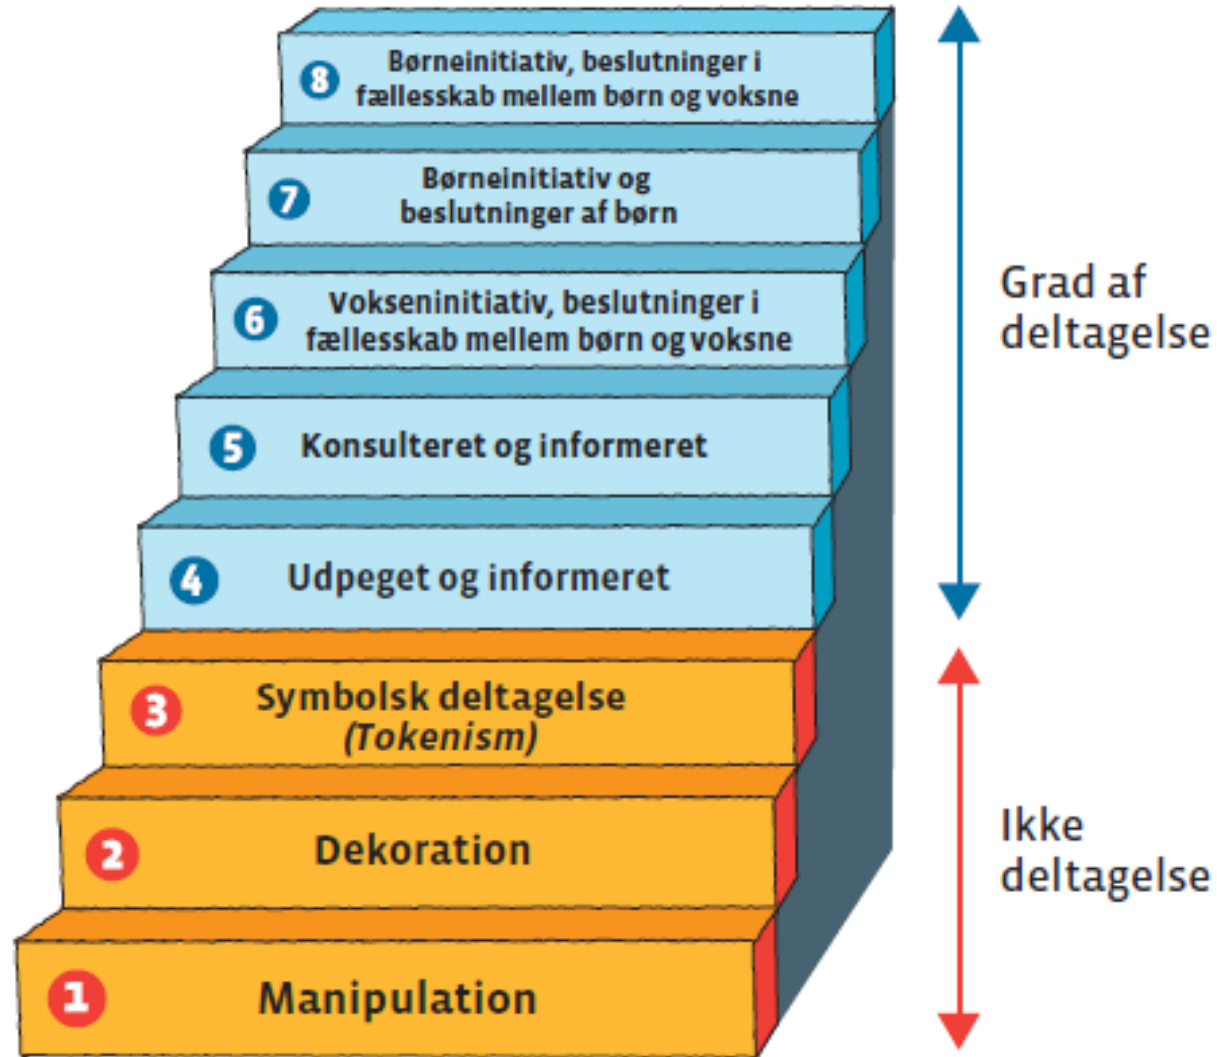 8
Børneinitiativ, beslutninger i
fællesskab mellem børn og voksne
7
Børneinitiativ og
beslutninger af børn
6
Vokseninitiativ, beslutninger i
fællesskab mellem børn og voksne
5
Konsulteret og informeret
4
Udpeget og informeret
Grad af
deltagelse
3
Symbolsk deltagelse
(Tokenism)
2
Dekoration
1
Manipulation
Ikke
deltagelse